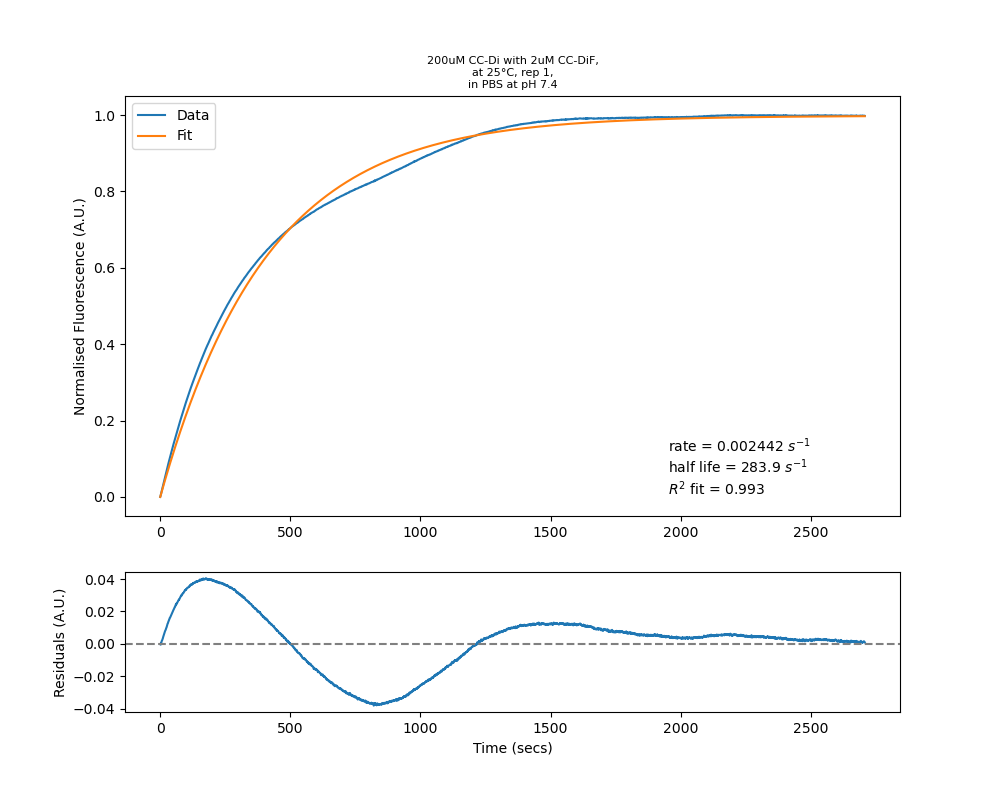 200uM CC-Di with 2uM CC-DiF,
at 25°C, rep 1,
in PBS at pH 7.4
Data
Fit
Normalised Fluorescence (A.U.)
1.0
0.8
0.6
0.4
0.2
0.0
rate = 0.002442 s⁻¹
half life = 283.9 s⁻¹
R² fit = 0.993
0 500 1000 1500 2000 2500
Residuals (A.U.)
0.04
0.02
0.00
−0.02
−0.04
0 500 1000 1500 2000 2500
Time (secs)